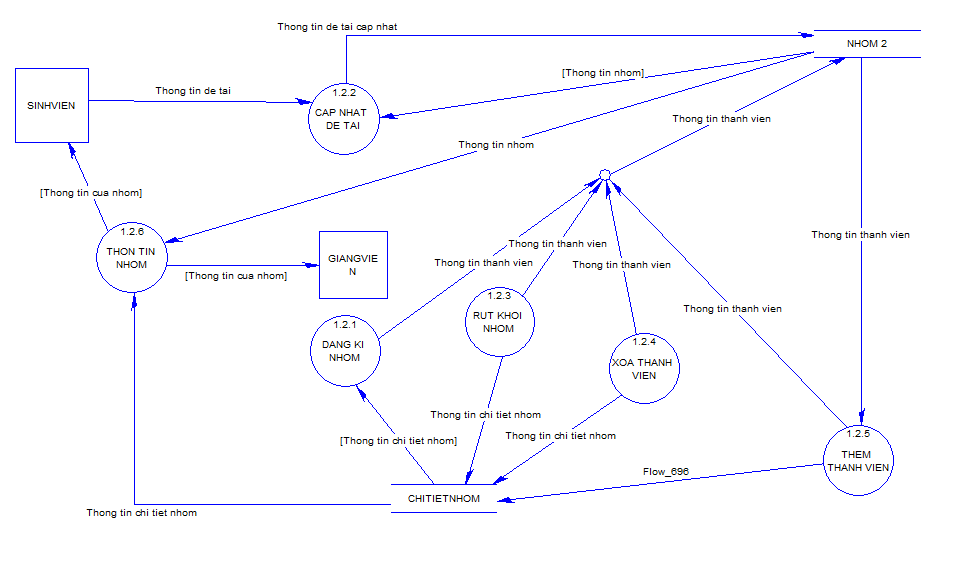 Thong tin de tai cap nhat
NHOM 2
[Thong tin nhom]
1.2.2
CAP NHAT
DE TAI
Thong tin de tai
SINHVIEN
Thong tin thanh vien
Thong tin nhom
[Thong tin cua nhom]
1.2.6
THON TIN
NHOM
Thong tin thanh vien
Thong tin thanh vien
Thong tin thanh vien
Thong tin thanh vien
GIANGVIE
N
[Thong tin cua nhom]
1.2.3
RUT KHOI
NHOM
Thong tin thanh vien
1.2.1
DANG KI
NHOM
1.2.4
XOA THANH
VIEN
Thong tin chi tiet nhom
[Thong tin chi tiet nhom]
Thong tin chi tiet nhom
1.2.5
THEM
THANH VIEN
Flow_696
CHITIETNHOM
Thong tin chi tiet nhom